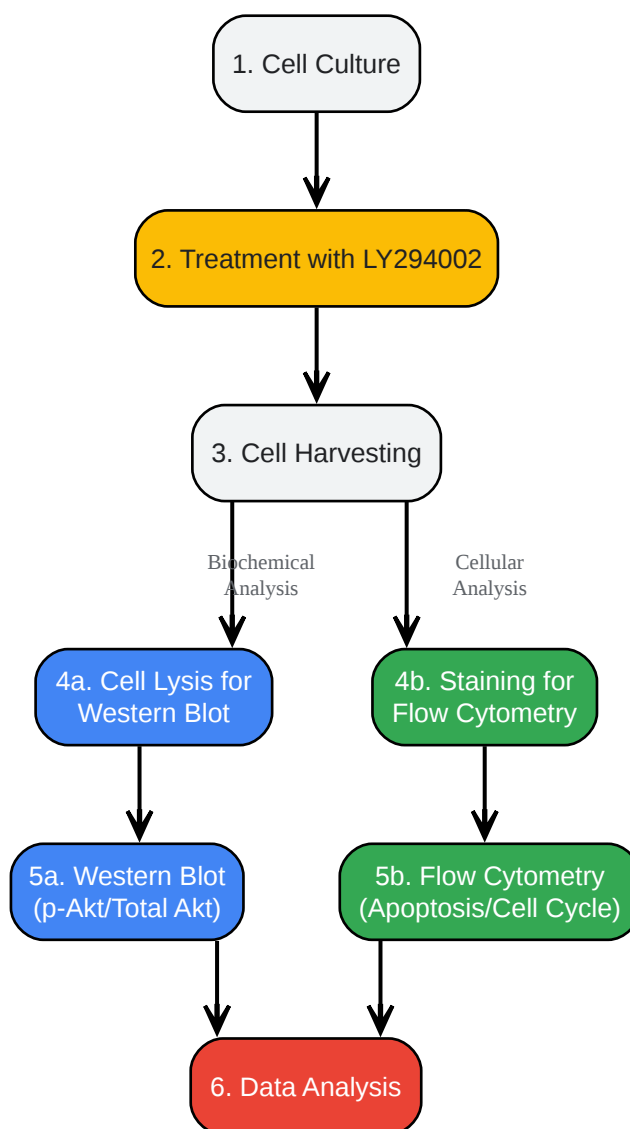 1. Cell Culture
2. Treatment with LY294002
3. Cell Harvesting
Biochemical
Analysis
Cellular
Analysis
4a. Cell Lysis for
Western Blot
4b. Staining for
Flow Cytometry
5a. Western Blot
(p-Akt/Total Akt)
5b. Flow Cytometry
(Apoptosis/Cell Cycle)
6. Data Analysis